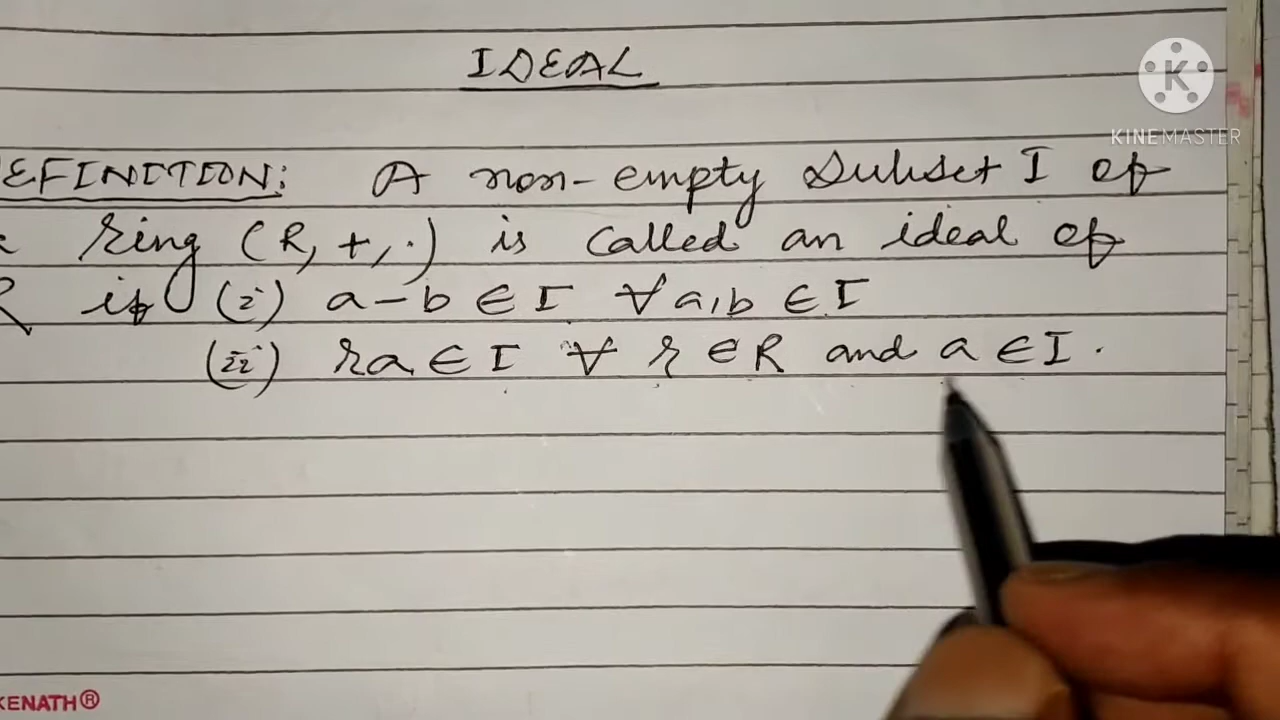 IDEAL
K
KINEMASTER
EFINITION: A non-empty subset I of
ring (R, +, ·) is called an ideal of
R if (i) a-b ∈ I ∀ a, b ∈ I
(ii) ra ∈ I ∀ r ∈ R and a ∈ I.
KENATH®